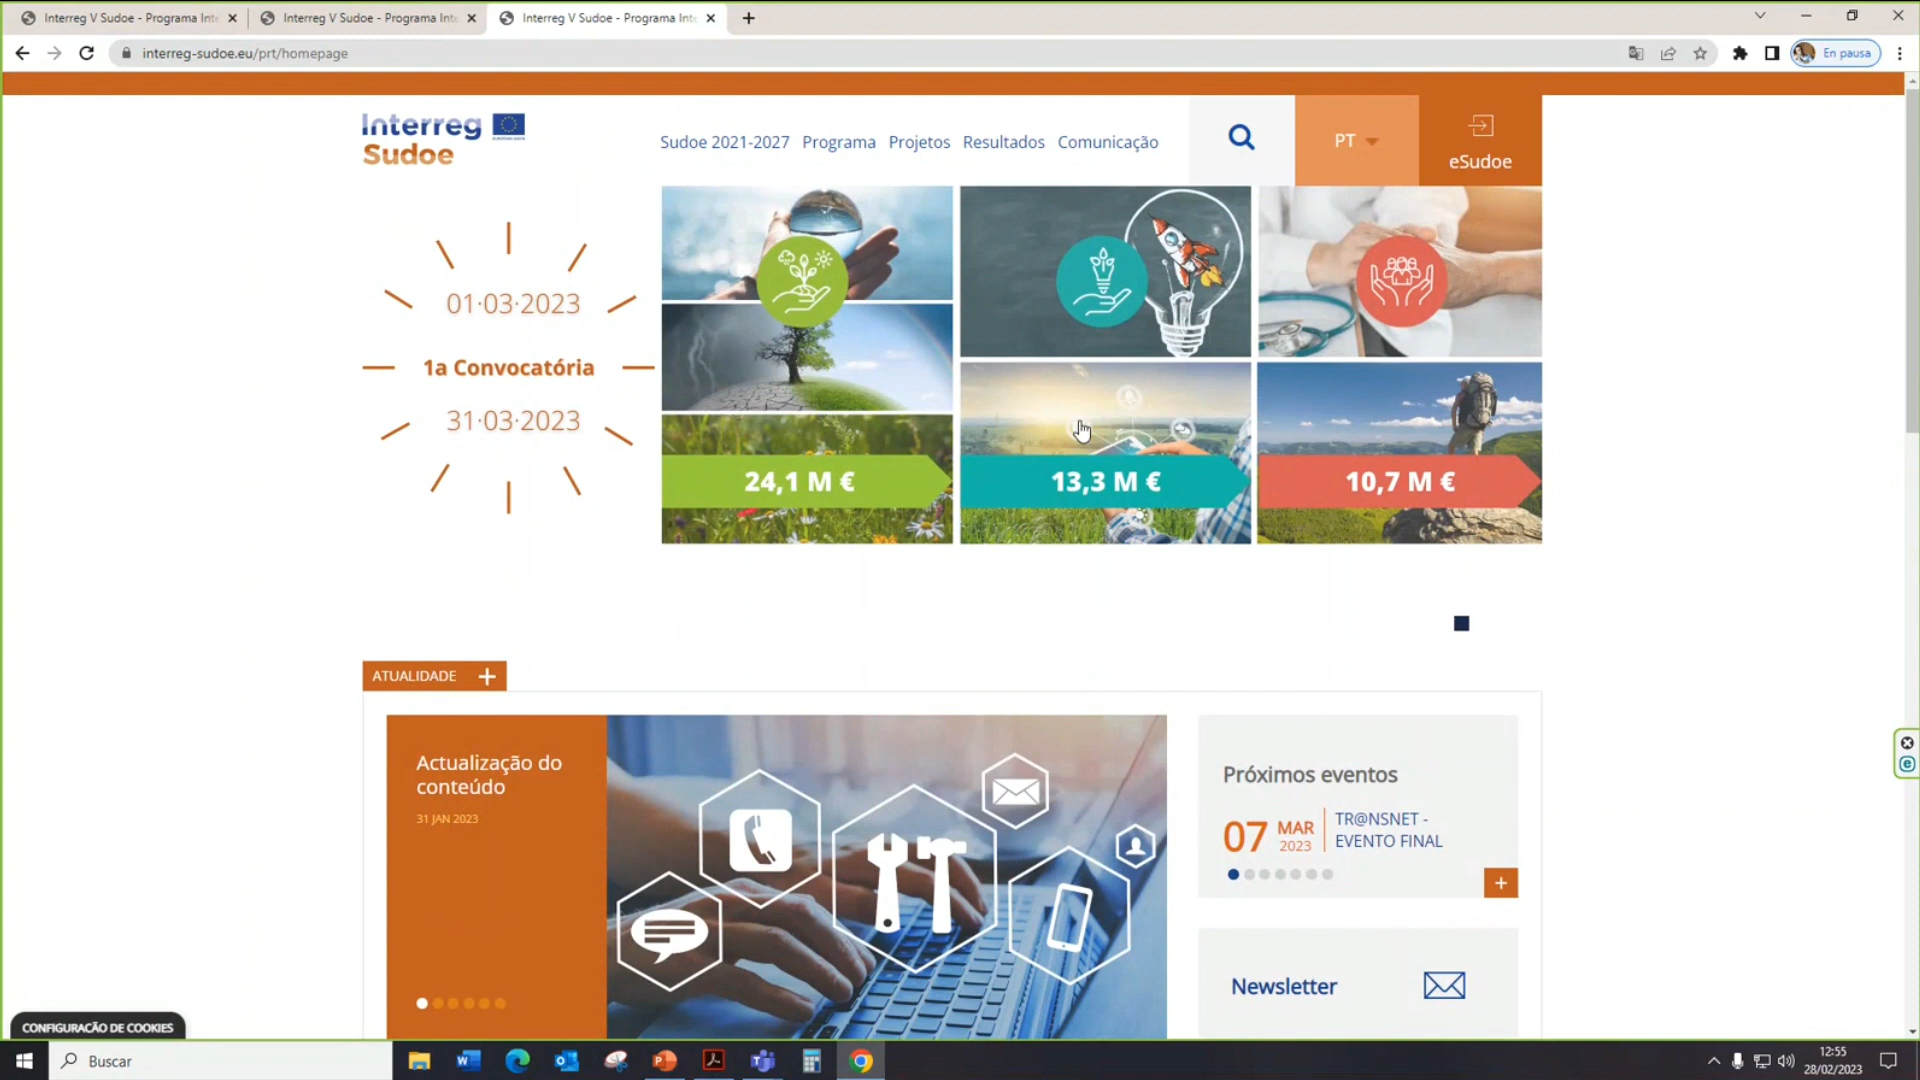 Interreg V Sudoe - Programa Inte
Interreg V Sudoe - Programa Inte
Interreg V Sudoe - Programa Inte
interreg-sudoe.eu/prt/homepage
En pausa
Interreg
Sudoe
Sudoe 2021-2027 Programa Projetos Resultados Comunicação
PT
eSudoe
01·03·2023
1a Convocatória
31·03·2023
24,1 M €
13,3 M €
10,7 M €
ATUALIDADE +
Actualização do
conteúdo
31 JAN 2023
Próximos eventos
07 MAR
2023
TR@NSNET -
EVENTO FINAL
+
Newsletter
CONFIGURAÇÃO DE COOKIES
Buscar
12:55
28/02/2023